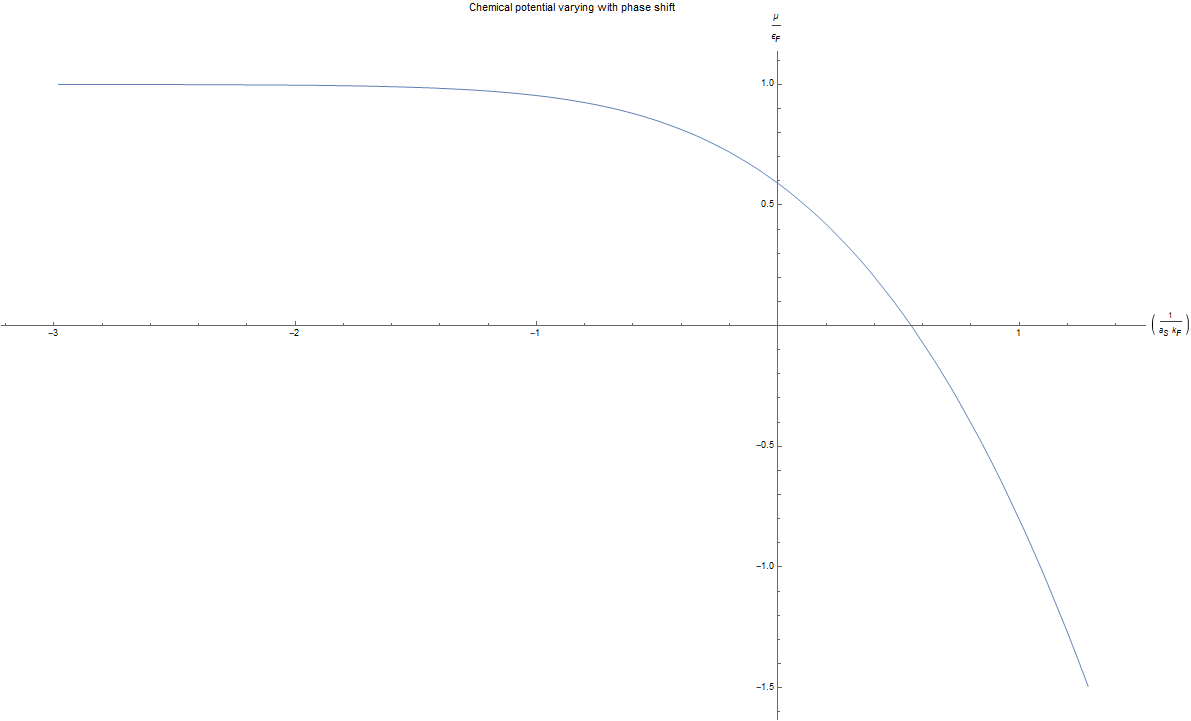 Chemical potential varying with phase shift
μ
ϵF
1.0
0.5
-3
-2
-1
1
(1
aS kF)
-0.5
-1.0
-1.5